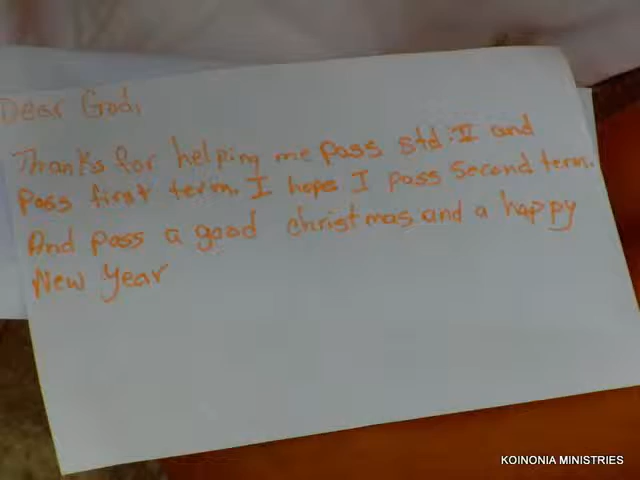 Dear God,
Thanks for helping me pass std:II and
pass first term. I hope I pass second term.
And pass a good christmas and a happy
New Year
KOINONIA MINISTRIES